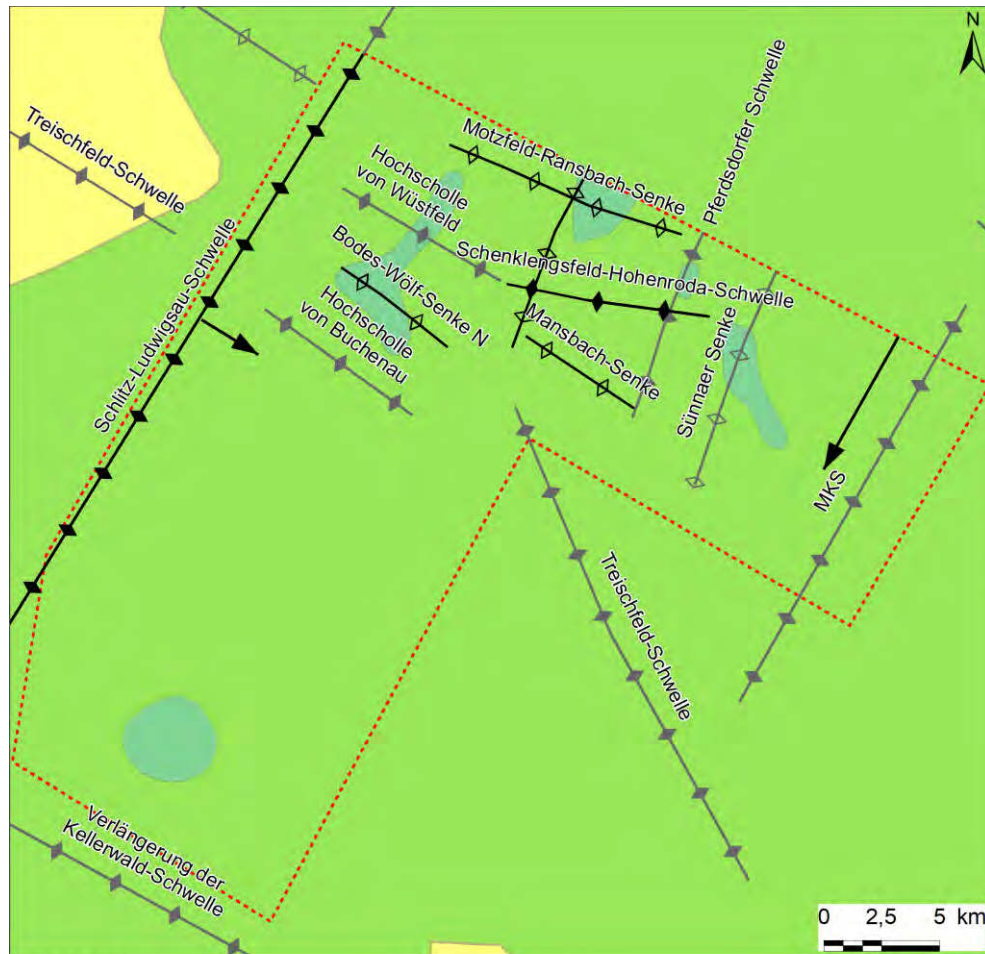 N
Treischfeld-Schwelle
Schlitz-Ludwigsau-Schwelle
Hochscholle
von Wüstfeld
Motzfeld-Ransbach-Senke
Pferdsdorfer Schwelle
Bodes-Wölf-Senke N
Schenklengsfeld-Hohenroda-Schwelle
Hochscholle
von Buchenau
Mansbach-Senke
Sünnaer Senke
MKS
Treischfeld-Schwelle
Verlängerung der
Kellerwald-Schwelle
0 2,5 5 km